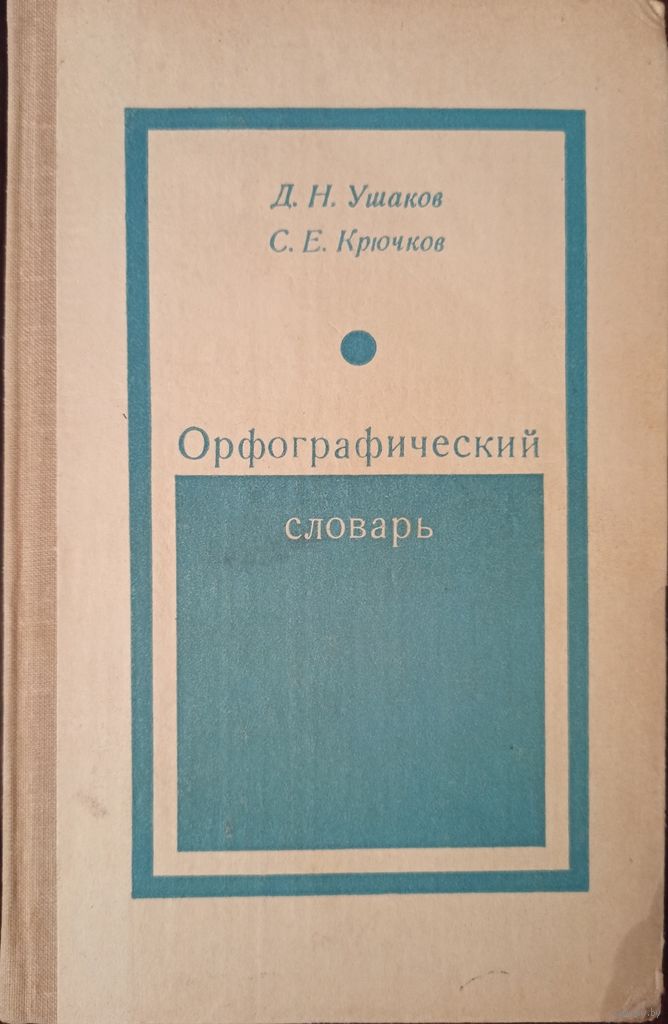 Д. Н. Ушаков
С. Е. Крючков
Орфографический
словарь